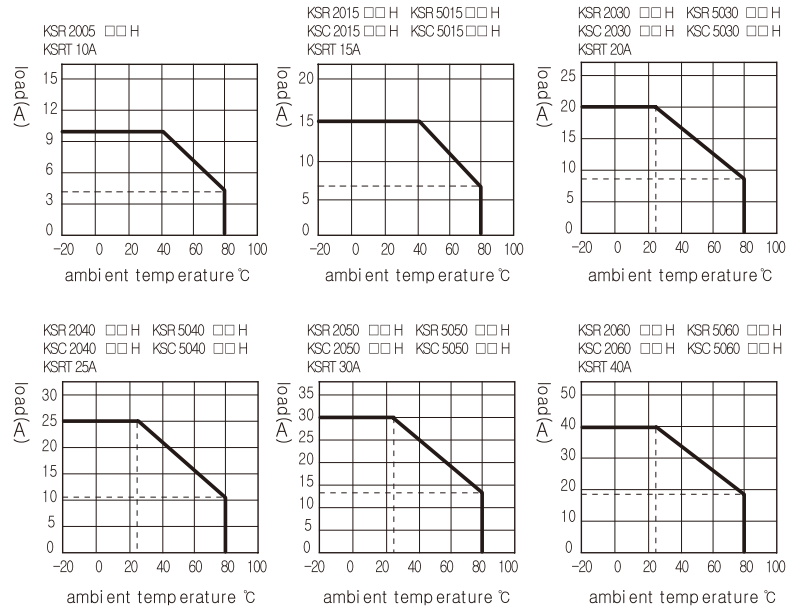 KSR 2005 □□ H
KSRT 10A
load(A)
15
12
9
6
3
0
-20 0 20 40 60 80 100
ambient temperature ℃
KSR 2015 □□ H KSR 5015 □□ H
KSC 2015 □□ H KSC 5015 □□ H
KSRT 15A
load(A)
20
15
10
5
0
-20 0 20 40 60 80 100
ambient temperature ℃
KSR 2030 □□ H KSR 5030 □□ H
KSC 2030 □□ H KSC 5030 □□ H
KSRT 20A
load(A)
25
20
15
10
5
0
-20 0 20 40 60 80 100
ambient temperature ℃
KSR 2040 □□ H KSR 5040 □□ H
KSC 2040 □□ H KSC 5040 □□ H
KSRT 25A
load(A)
30
25
20
15
10
5
0
-20 0 20 40 60 80 100
ambient temperature ℃
KSR 2050 □□ H KSR 5050 □□ H
KSC 2050 □□ H KSC 5050 □□ H
KSRT 30A
load(A)
35
30
25
20
15
10
5
0
-20 0 20 40 60 80 100
ambient temperature ℃
KSR 2060 □□ H KSR 5060 □□ H
KSC 2060 □□ H KSC 5060 □□ H
KSRT 40A
load(A)
50
40
30
20
10
0
-20 0 20 40 60 80 100
ambient temperature ℃